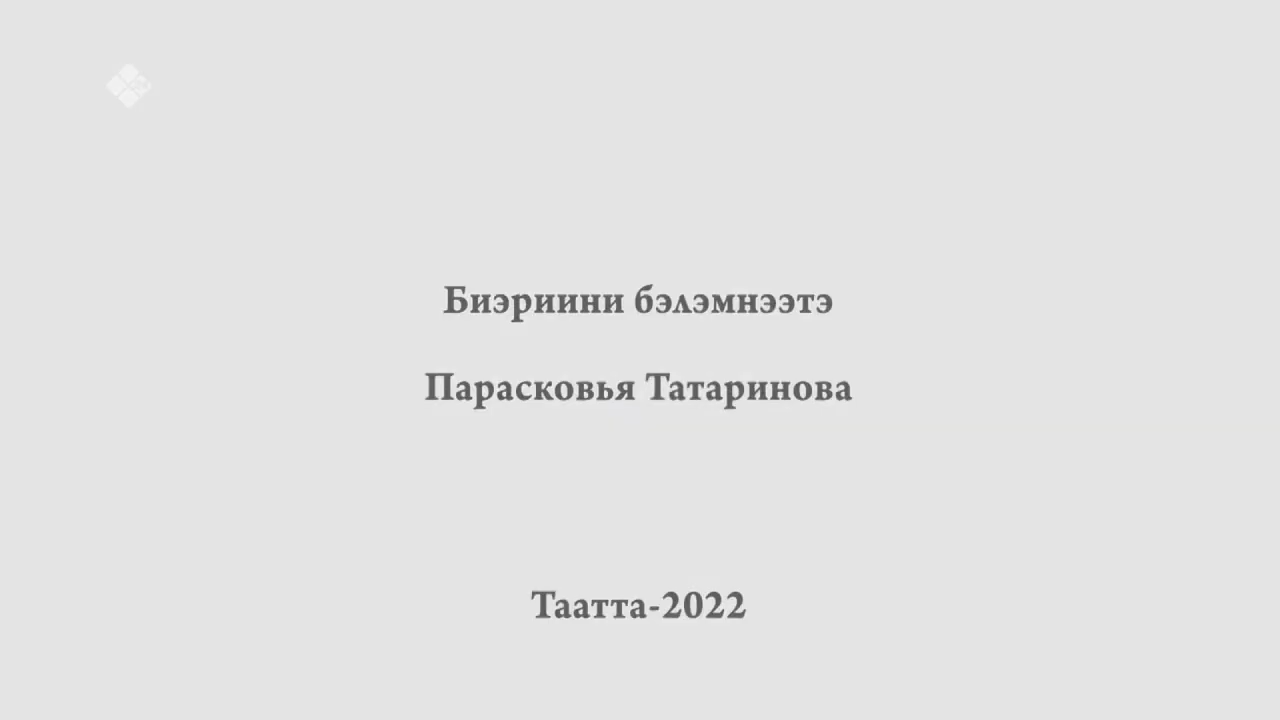 Биэриини бэлэмнээтэ
Парасковья Татаринова
Таатта-2022